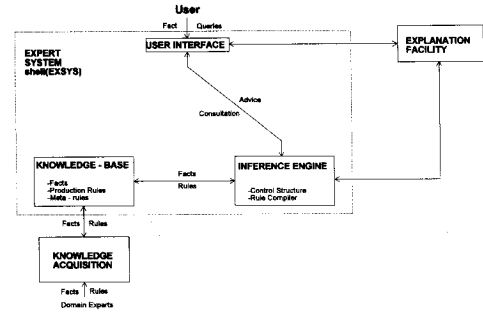 User
Fact Queries
USER INTERFACE
EXPLANATION
FACILITY
EXPERT
SYSTEM
shell(EXSYS)
Advice
Consultation
KNOWLEDGE - BASE
-Facts
-Production Rules
-Meta - rules
Facts
Rules
INFERENCE ENGINE
-Control Structure
-Rule Compiler
Facts Rules
KNOWLEDGE
ACQUISITION
Facts Rules
Domain Experts